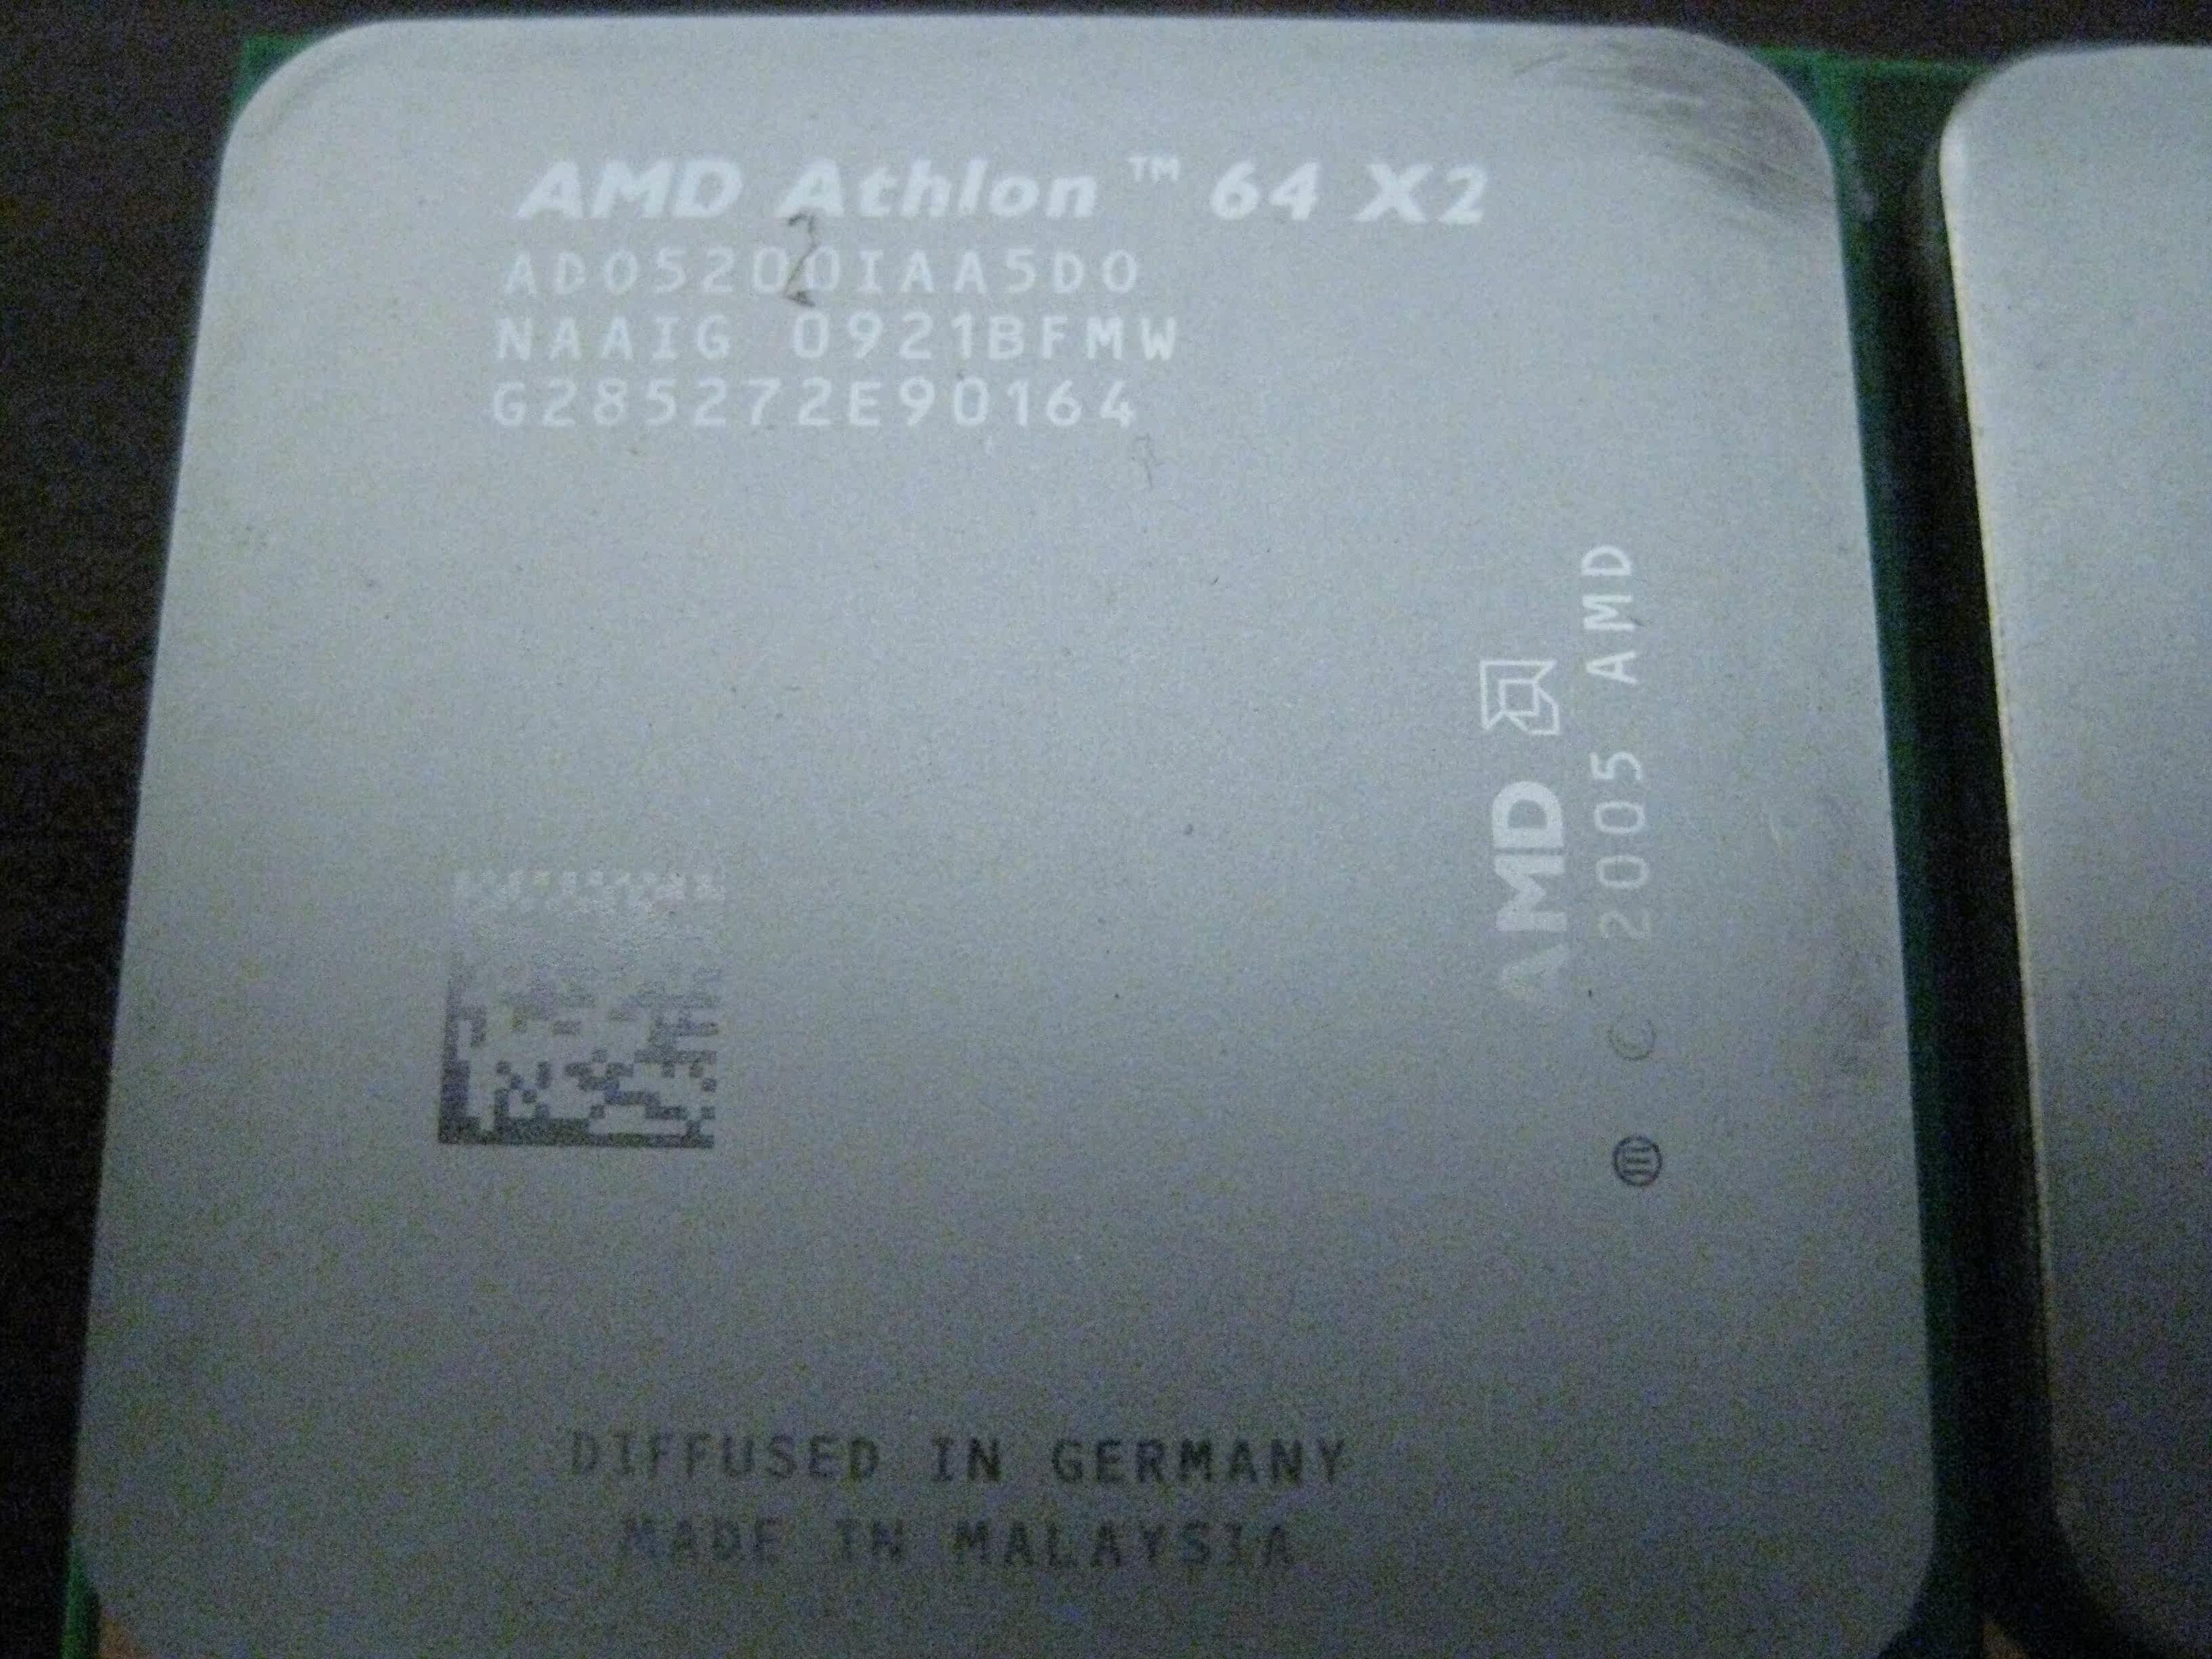 AMD Athlon™ 64 X2
ADO5200IAA5DO
NAAIG 0921BFMW
G285272E90164
AMD
ⓜ © 2005 AMD
DIFFUSED IN GERMANY
MADE IN MALAYSIA